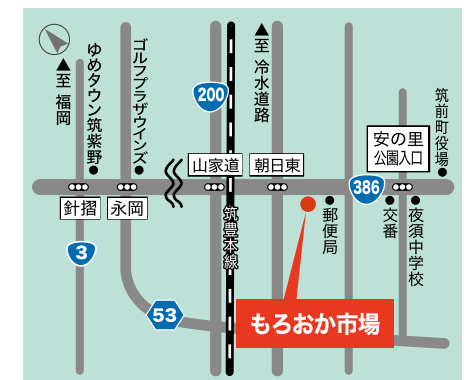 ▲至 福岡
ゆめタウン筑紫野
ゴルフプラザウインズ
200
▲至 冷水道路
筑前町役場
安の里
公園入口
山家道
朝日東
386
針摺
永岡
筑豊本線
郵便局
交番
夜須中学校
3
53
もろおか市場